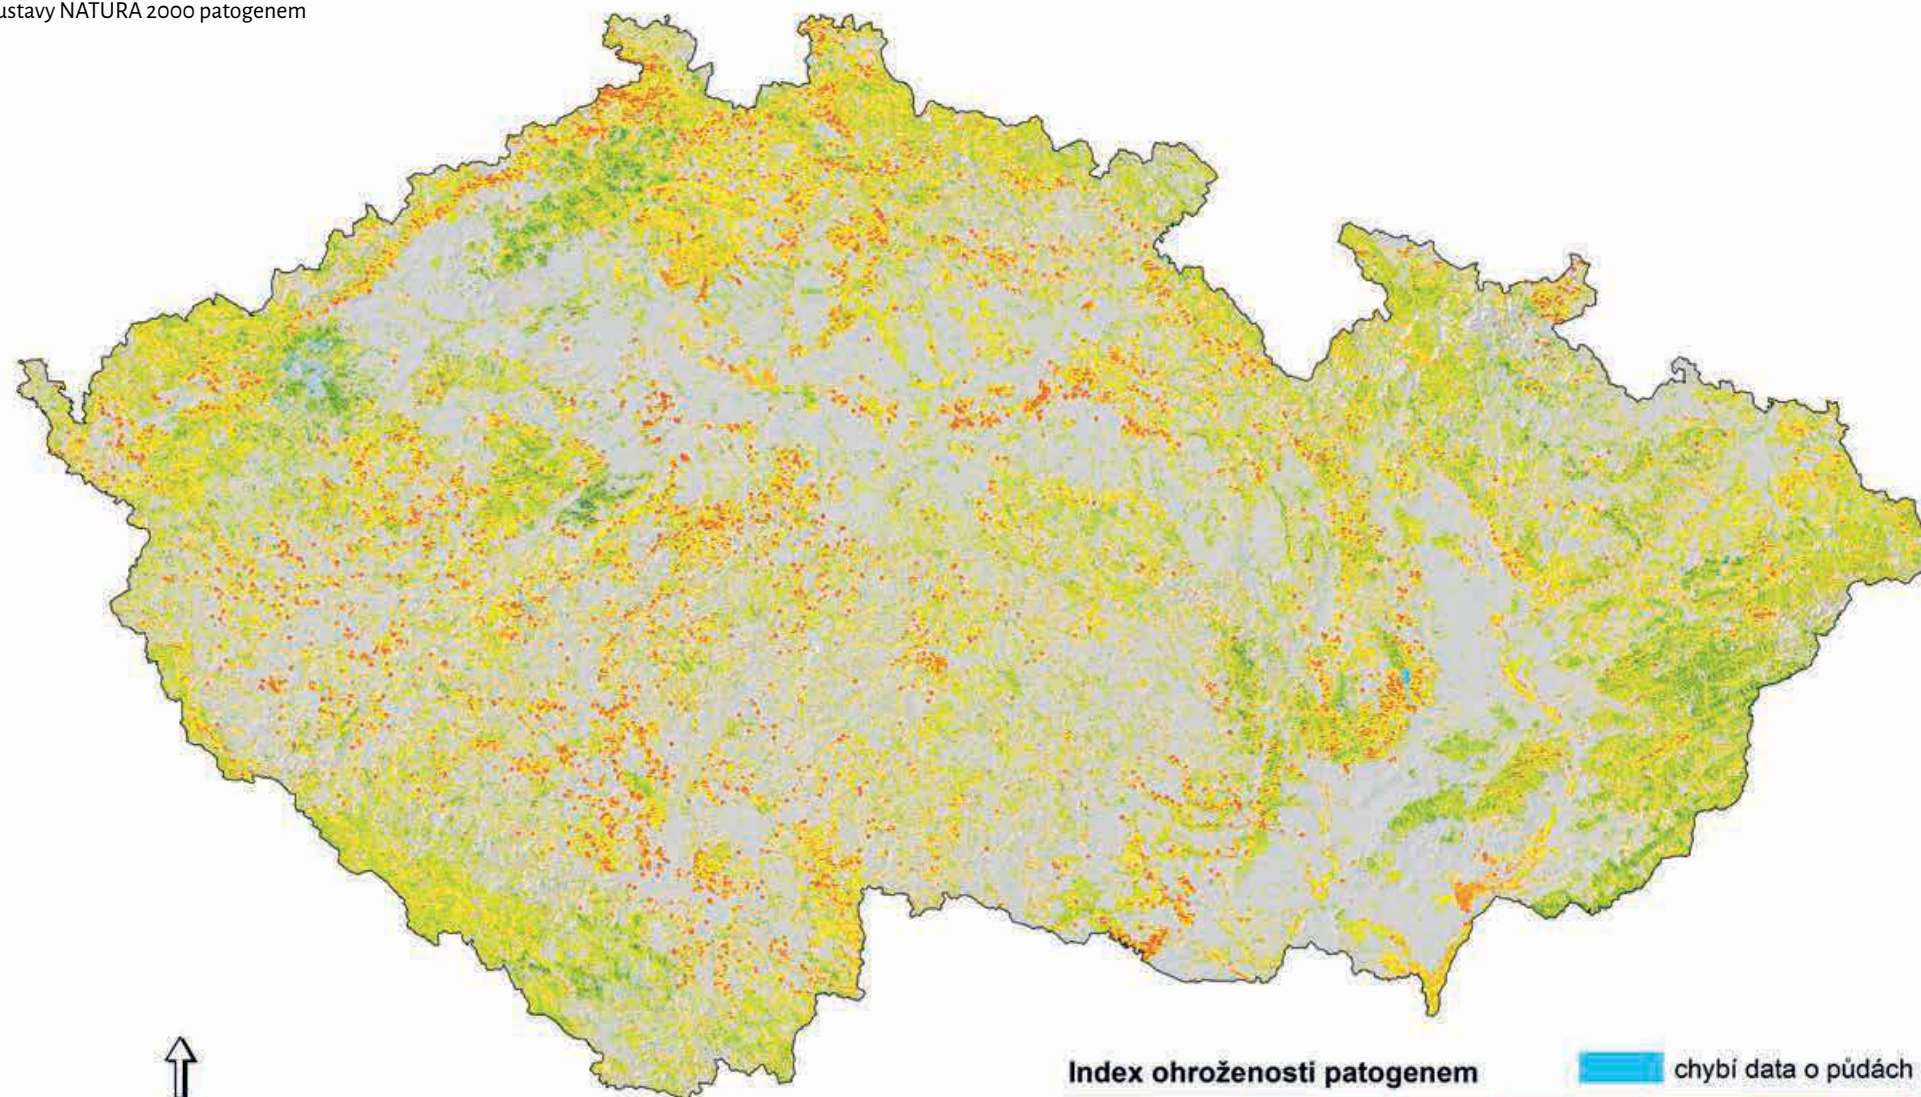 ustavy NATURA 2000 patogenem
Index ohroženosti patogenem
chybí data o půdách